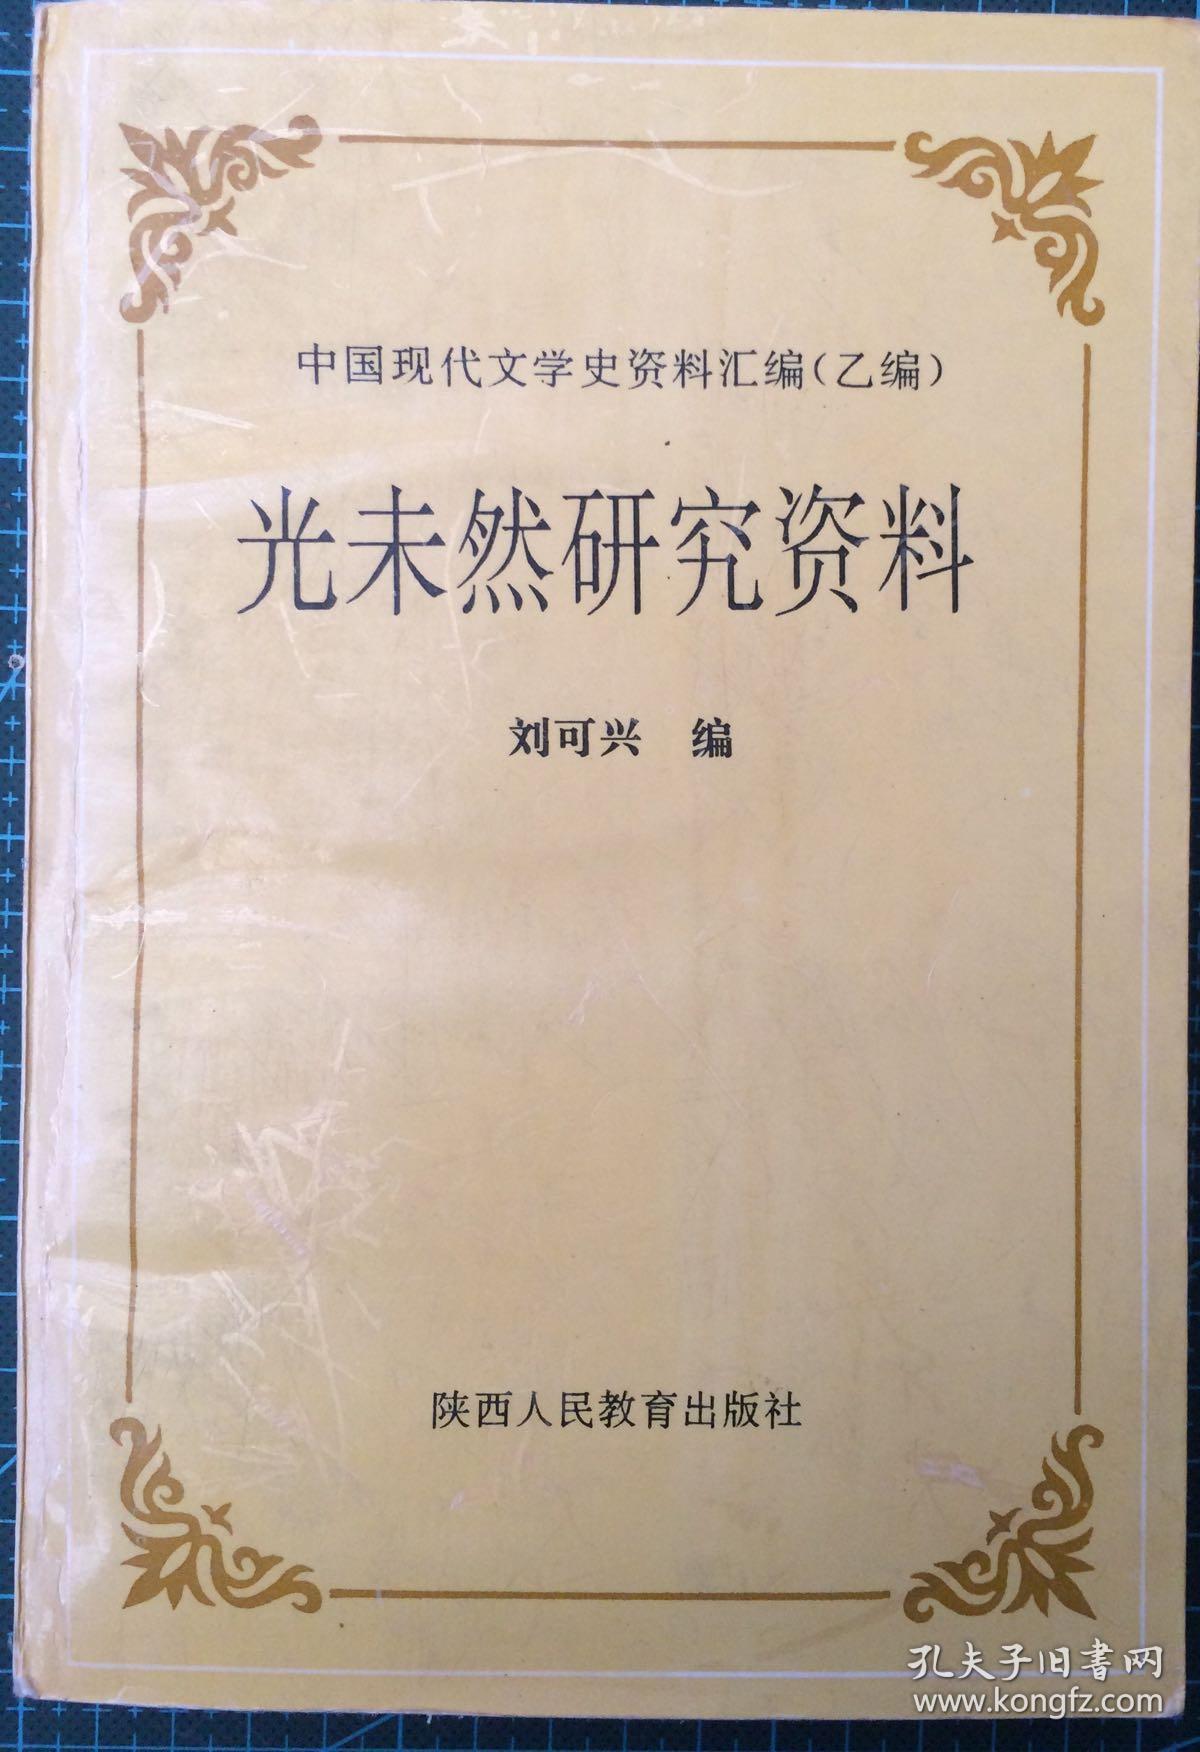 中国现代文学史资料汇编（乙编）
光未然研究资料
刘可兴 编
陕西人民教育出版社
孔夫子旧書网
www.kongfz.com